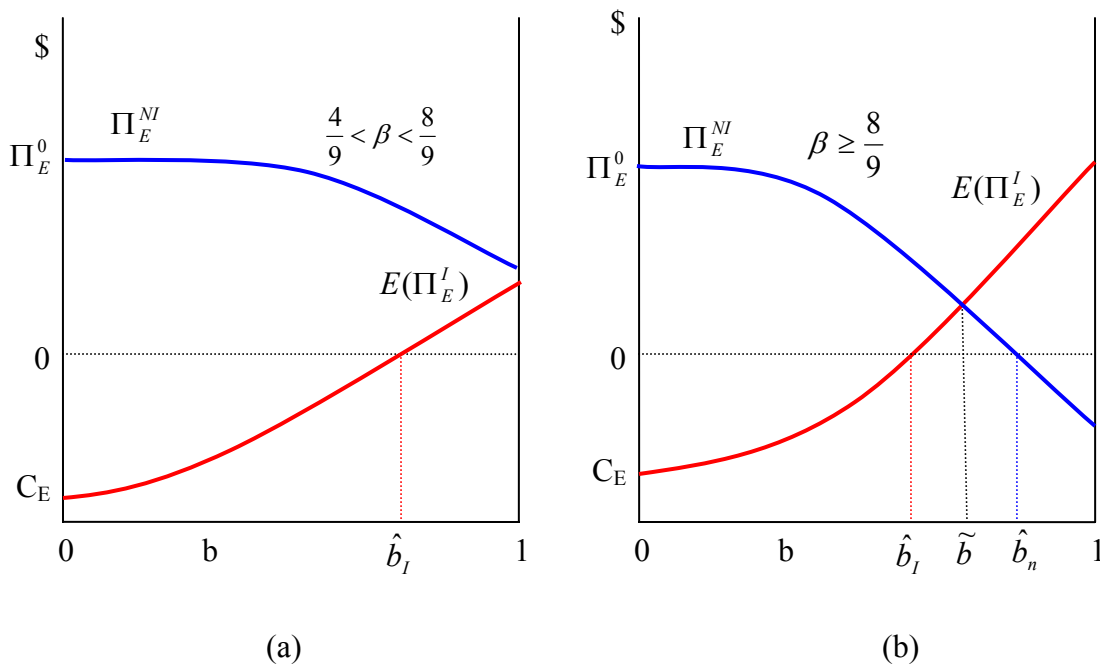 $
Π_E^{NI}
4/9 < β < 8/9
Π_E^0
E(Π_E^I)
0
C_E
0 b b̂_I 1
(a)
$
Π_E^{NI}
β ≥ 8/9
Π_E^0
E(Π_E^I)
0
C_E
0 b b̂_I b̃ b̂_n 1
(b)